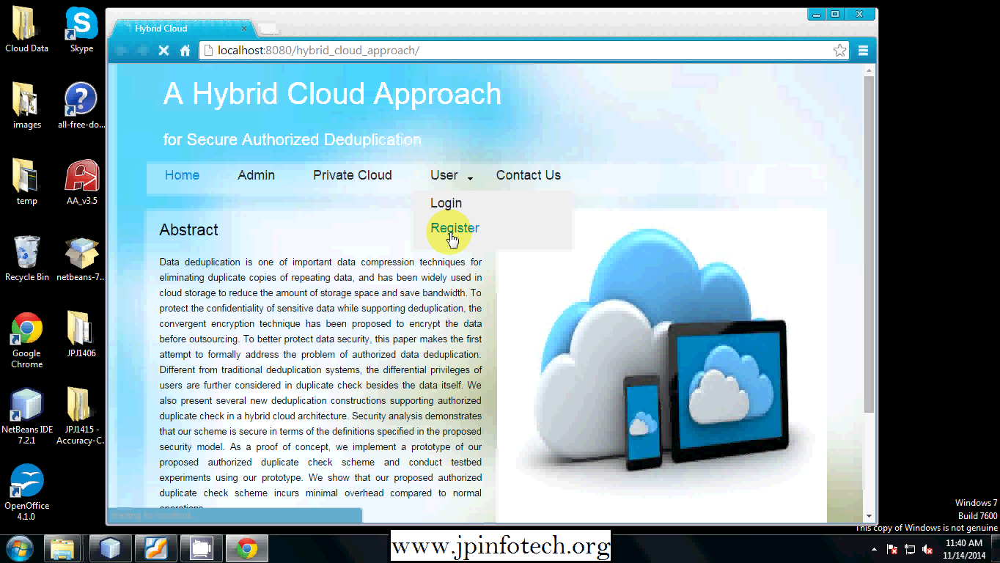 Cloud Data
Skype
images
all-free-do...
temp
AA_v3.5
Recycle Bin
netbeans-7...
Google
Chrome
JPJ1406
NetBeans IDE
7.2.1
JPJ1415 -
Accuracy-C...
OpenOffice
4.1.0
Hybrid Cloud
localhost:8080/hybrid_cloud_approach/
A Hybrid Cloud Approach
for Secure Authorized Deduplication
Home Admin Private Cloud User Contact Us
Login
Register
Abstract
Data deduplication is one of important data compression techniques for
eliminating duplicate copies of repeating data, and has been widely used in
cloud storage to reduce the amount of storage space and save bandwidth. To
protect the confidentiality of sensitive data while supporting deduplication, the
convergent encryption technique has been proposed to encrypt the data
before outsourcing. To better protect data security, this paper makes the first
attempt to formally address the problem of authorized data deduplication.
Different from traditional deduplication systems, the differential privileges of
users are further considered in duplicate check besides the data itself. We
also present several new deduplication constructions supporting authorized
duplicate check in a hybrid cloud architecture. Security analysis demonstrates
that our scheme is secure in terms of the definitions specified in the proposed
security model. As a proof of concept, we implement a prototype of our
proposed authorized duplicate check scheme and conduct testbed
experiments using our prototype. We show that our proposed authorized
duplicate check scheme incurs minimal overhead compared to normal
operations.
Windows 7
Build 7600
This copy of Windows is not genuine
www.jpinfotech.org
11:40 AM
11/14/2014